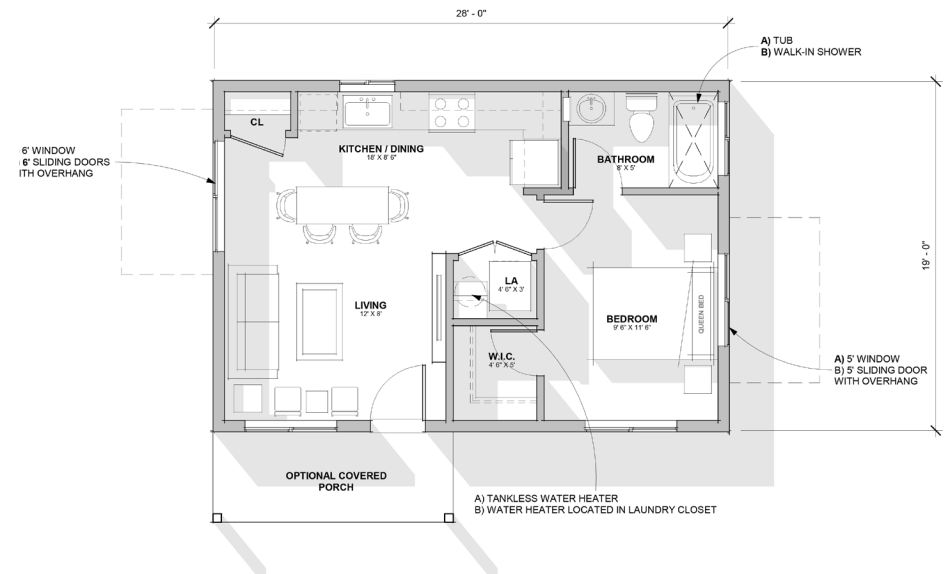 28' - 0"
A) TUB
B) WALK-IN SHOWER
CL
KITCHEN / DINING
18' X 8' 6"
BATHROOM
8' X 5'
6' WINDOW
6' SLIDING DOORS
ITH OVERHANG
19' - 0"
LA
4' 6" X 3'
LIVING
12' X 8'
BEDROOM
9' 6" X 11' 6"
QUEEN BED
W.I.C.
4' 6" X 5'
A) 5' WINDOW
B) 5' SLIDING DOOR
WITH OVERHANG
OPTIONAL COVERED
PORCH
A) TANKLESS WATER HEATER
B) WATER HEATER LOCATED IN LAUNDRY CLOSET